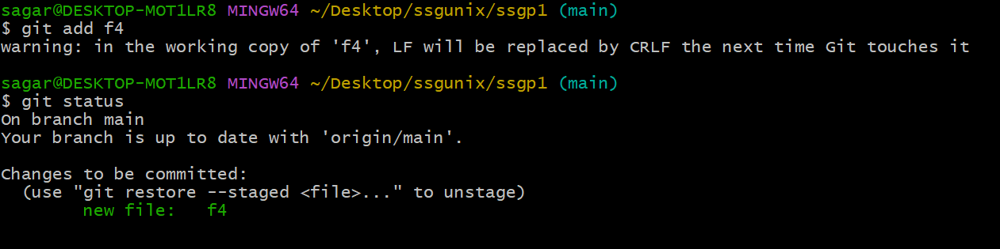 sagar@DESKTOP-MOT1LR8 MINGW64 ~/Desktop/ssgunix/ssgp1 (main)
$ git add f4
warning: in the working copy of 'f4', LF will be replaced by CRLF the next time Git touches it
sagar@DESKTOP-MOT1LR8 MINGW64 ~/Desktop/ssgunix/ssgp1 (main)
$ git status
On branch main
Your branch is up to date with 'origin/main'.
Changes to be committed:
  (use "git restore --staged <file>..." to unstage)
        new file:   f4